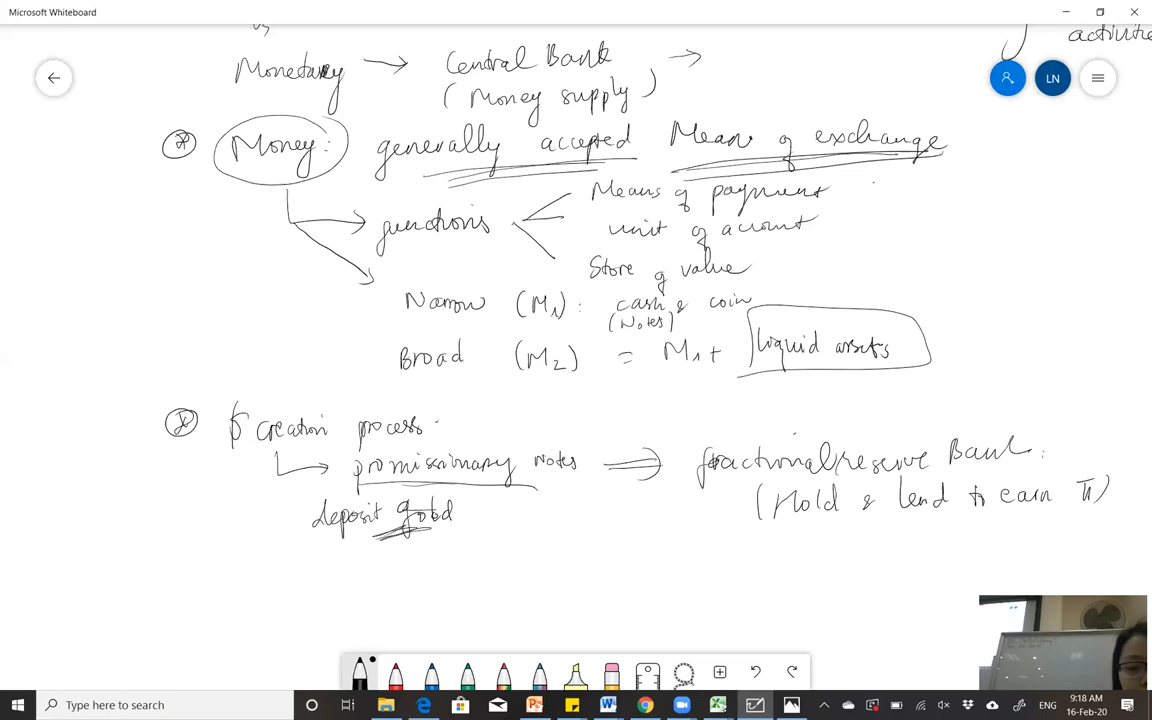 Microsoft Whiteboard
vs
activitie
Monetary → Central Bank →
(Money supply)
Money: generally accepted Means of exchange
functions
Means of payment
unit of account
Store of value
Narrow (M1): cash & coin
(Notes)
Broad (M2) = M1+ liquid assets
creation process
promissionary Notes ⇒ fractional reserve Bank.
deposit gold
(Hold & lend to earn π)
LN
Type here to search
ENG
9:18 AM
16-Feb-20